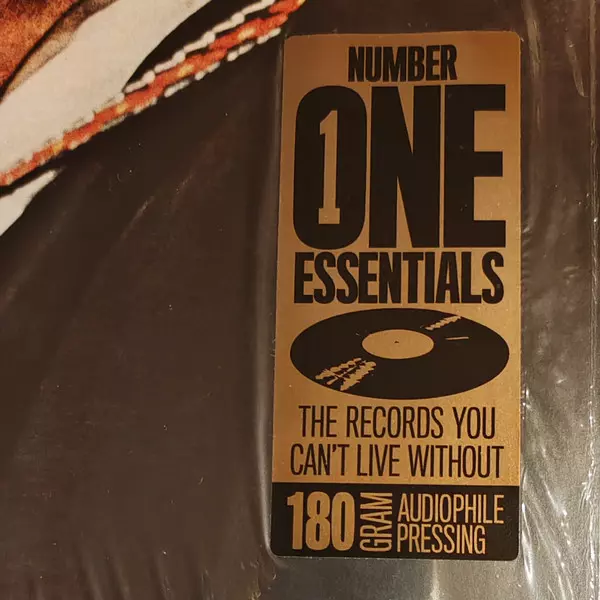 NUMBER
ONE
1
ESSENTIALS
THE RECORDS YOU
CAN'T LIVE WITHOUT
180 GRAM AUDIOPHILE
PRESSING